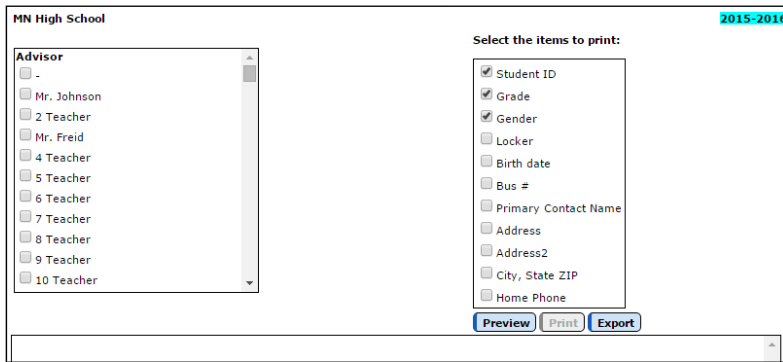 MN High School
2015-2016
Select the items to print:
Advisor
-
Mr. Johnson
2 Teacher
Mr. Freid
4 Teacher
5 Teacher
6 Teacher
7 Teacher
8 Teacher
9 Teacher
10 Teacher
Student ID
Grade
Gender
Locker
Birth date
Bus #
Primary Contact Name
Address
Address2
City, State ZIP
Home Phone
Preview Print Export